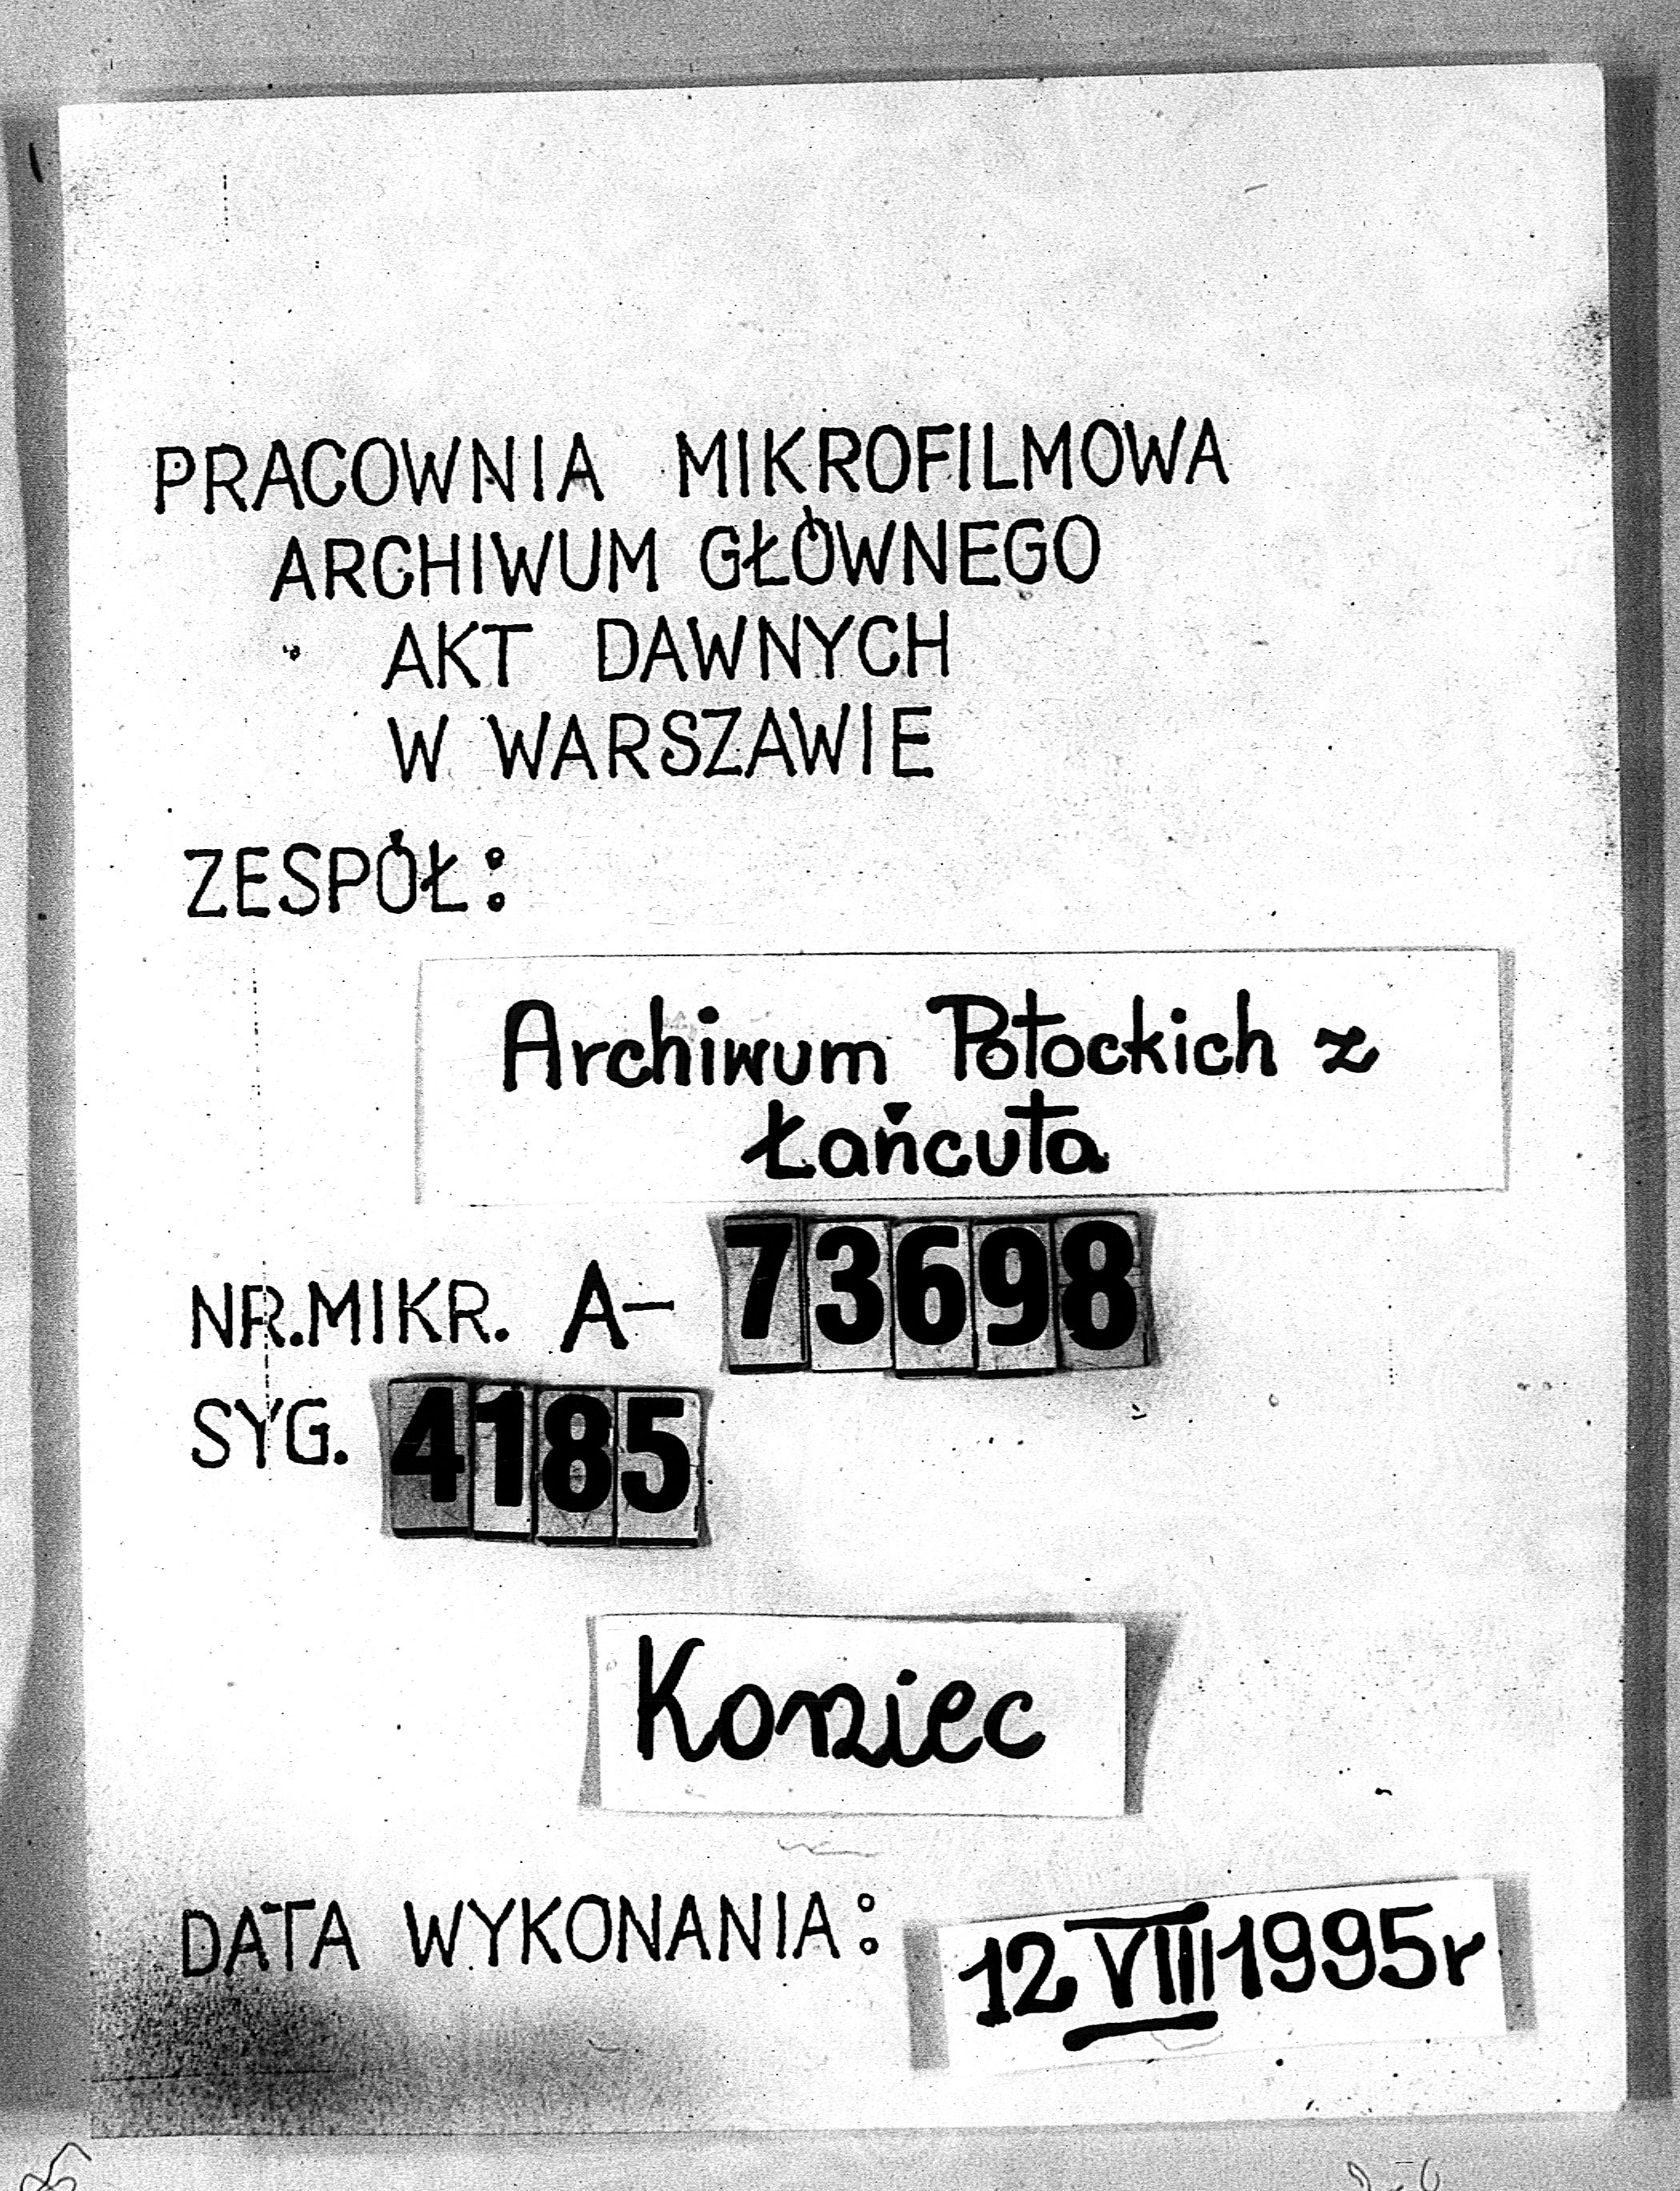 PRACOWNIA MIKROFILMOWA
ARCHIWUM GŁÓWNEGO
AKT DAWNYCH
W WARSZAWIE
ZESPÓŁ:
Archiwum Potockich z
Łańcuta
NR.MIKR. A- 73698
SYG. 4185
Koniec
DATA WYKONANIA: 12 VIII 1995r